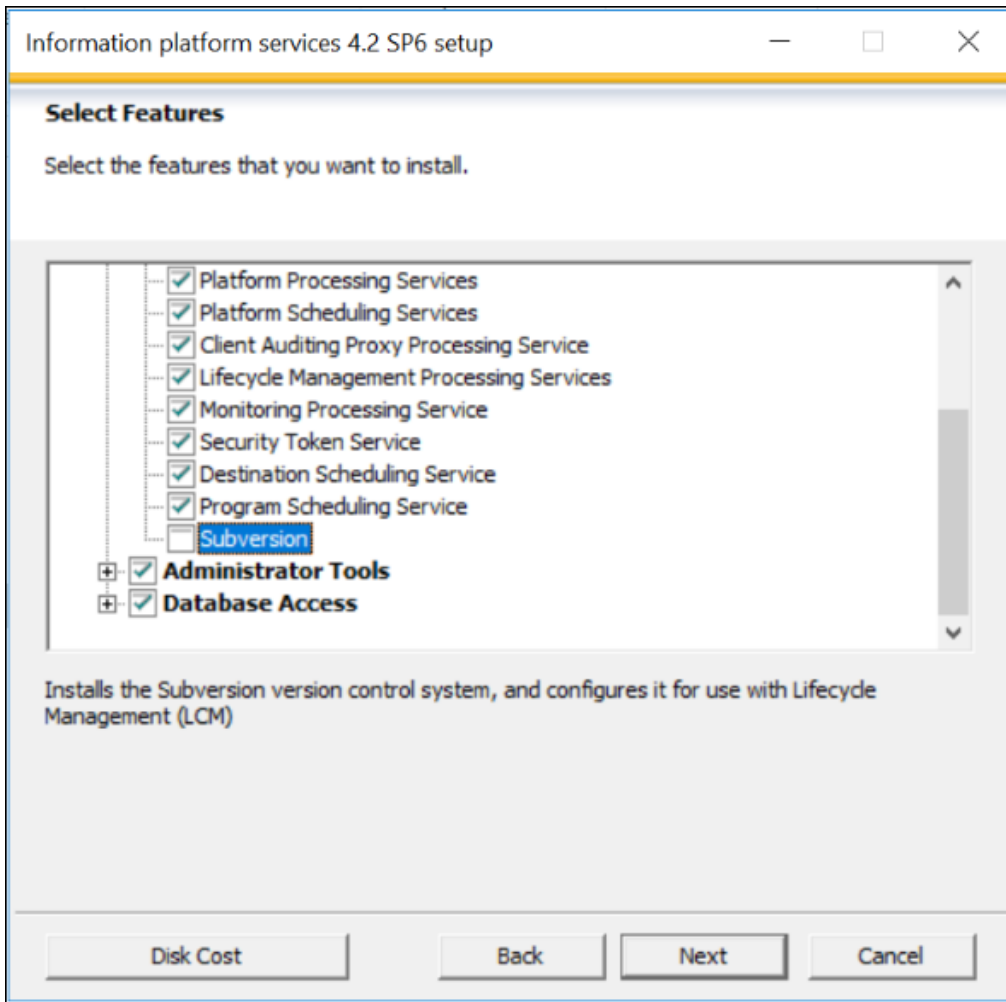 Information platform services 4.2 SP6 setup
Select Features
Select the features that you want to install.
Platform Processing Services
Platform Scheduling Services
Client Auditing Proxy Processing Service
Lifecycle Management Processing Services
Monitoring Processing Service
Security Token Service
Destination Scheduling Service
Program Scheduling Service
Subversion
Administrator Tools
Database Access
Installs the Subversion version control system, and configures it for use with Lifecycle
Management (LCM)
Disk Cost Back Next Cancel